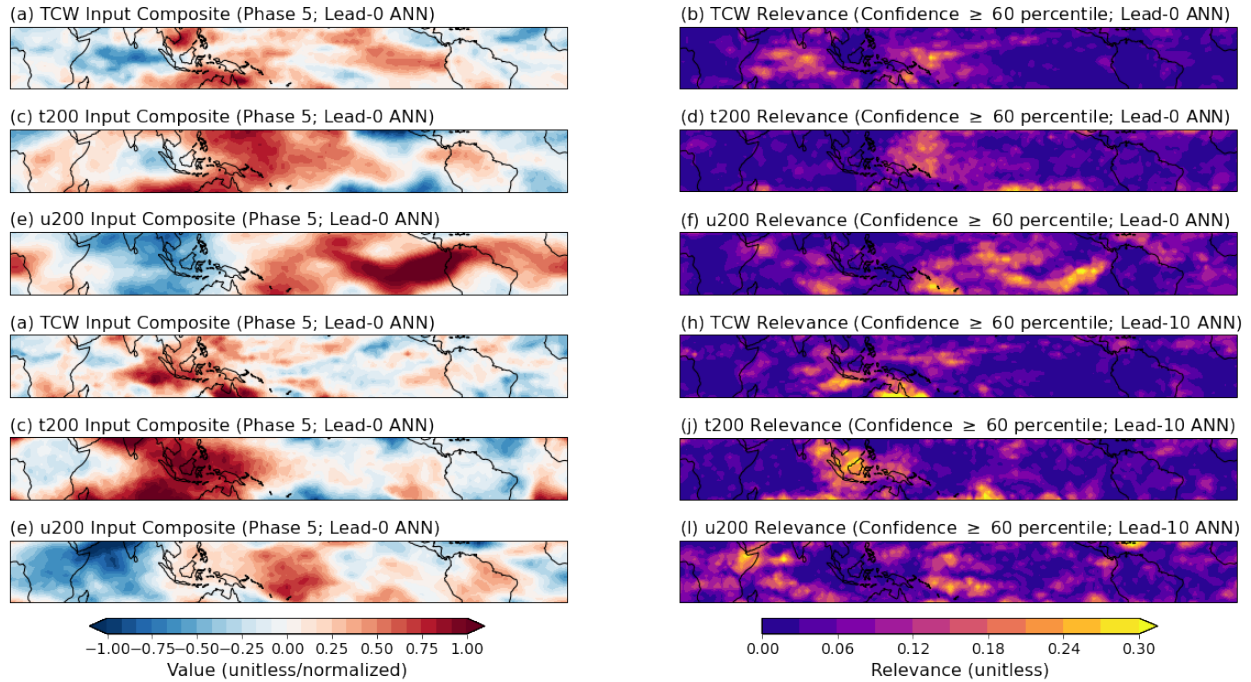 (a) TCW Input Composite (Phase 5; Lead-0 ANN)
(b) TCW Relevance (Confidence ≥ 60 percentile; Lead-0 ANN)
(c) t200 Input Composite (Phase 5; Lead-0 ANN)
(d) t200 Relevance (Confidence ≥ 60 percentile; Lead-0 ANN)
(e) u200 Input Composite (Phase 5; Lead-0 ANN)
(f) u200 Relevance (Confidence ≥ 60 percentile; Lead-0 ANN)
(a) TCW Input Composite (Phase 5; Lead-0 ANN)
(h) TCW Relevance (Confidence ≥ 60 percentile; Lead-10 ANN)
(c) t200 Input Composite (Phase 5; Lead-0 ANN)
(j) t200 Relevance (Confidence ≥ 60 percentile; Lead-10 ANN)
(e) u200 Input Composite (Phase 5; Lead-0 ANN)
(l) u200 Relevance (Confidence ≥ 60 percentile; Lead-10 ANN)
−1.00 −0.75 −0.50 −0.25 0.00 0.25 0.50 0.75 1.00
Value (unitless/normalized)
0.00 0.06 0.12 0.18 0.24 0.30
Relevance (unitless)